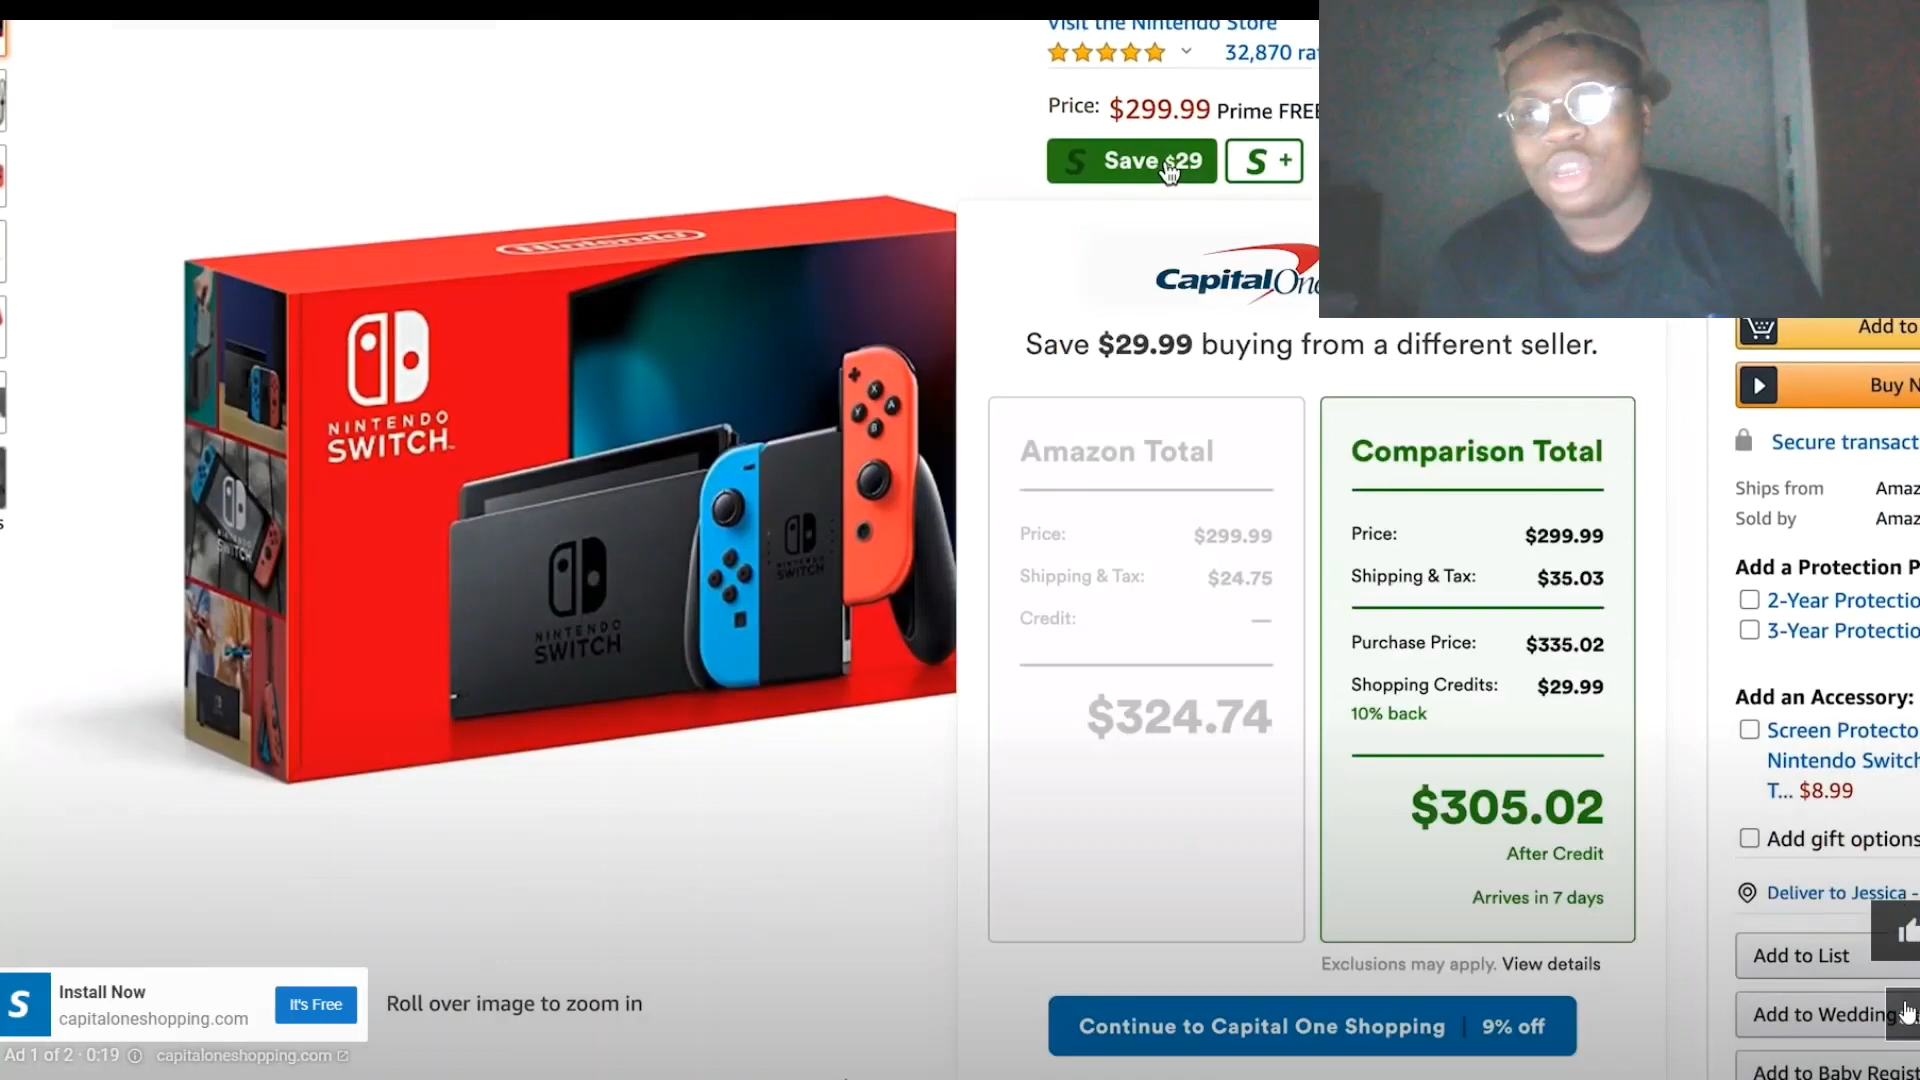 Visit the Nintendo Store
32,870
Price: $299.99 Prime FREE
S Save $29
S +
Nintendo
NINTENDO
SWITCH
NINTENDO
SWITCH
NINTENDO
SWITCH
Capital One
Save $29.99 buying from a different seller.
Amazon Total
Price: $299.99
Shipping & Tax: $24.75
Credit: —
$324.74
Comparison Total
Price: $299.99
Shipping & Tax: $35.03
Purchase Price: $335.02
Shopping Credits: $29.99
10% back
$305.02
After Credit
Arrives in 7 days
Exclusions may apply. View details
Continue to Capital One Shopping | 9% off
Add to
Buy N
Secure transact
Ships from Amaz
Sold by Amaz
Add a Protection P
2-Year Protectio
3-Year Protectio
Add an Accessory:
Screen Protecto
Nintendo Switch
T... $8.99
Add gift options
Deliver to Jessica -
Add to List
Add to Wedding
Add to Baby Regist
S
Install Now
capitaloneshopping.com
It's Free
Roll over image to zoom in
Ad 1 of 2 · 0:19 capitaloneshopping.com